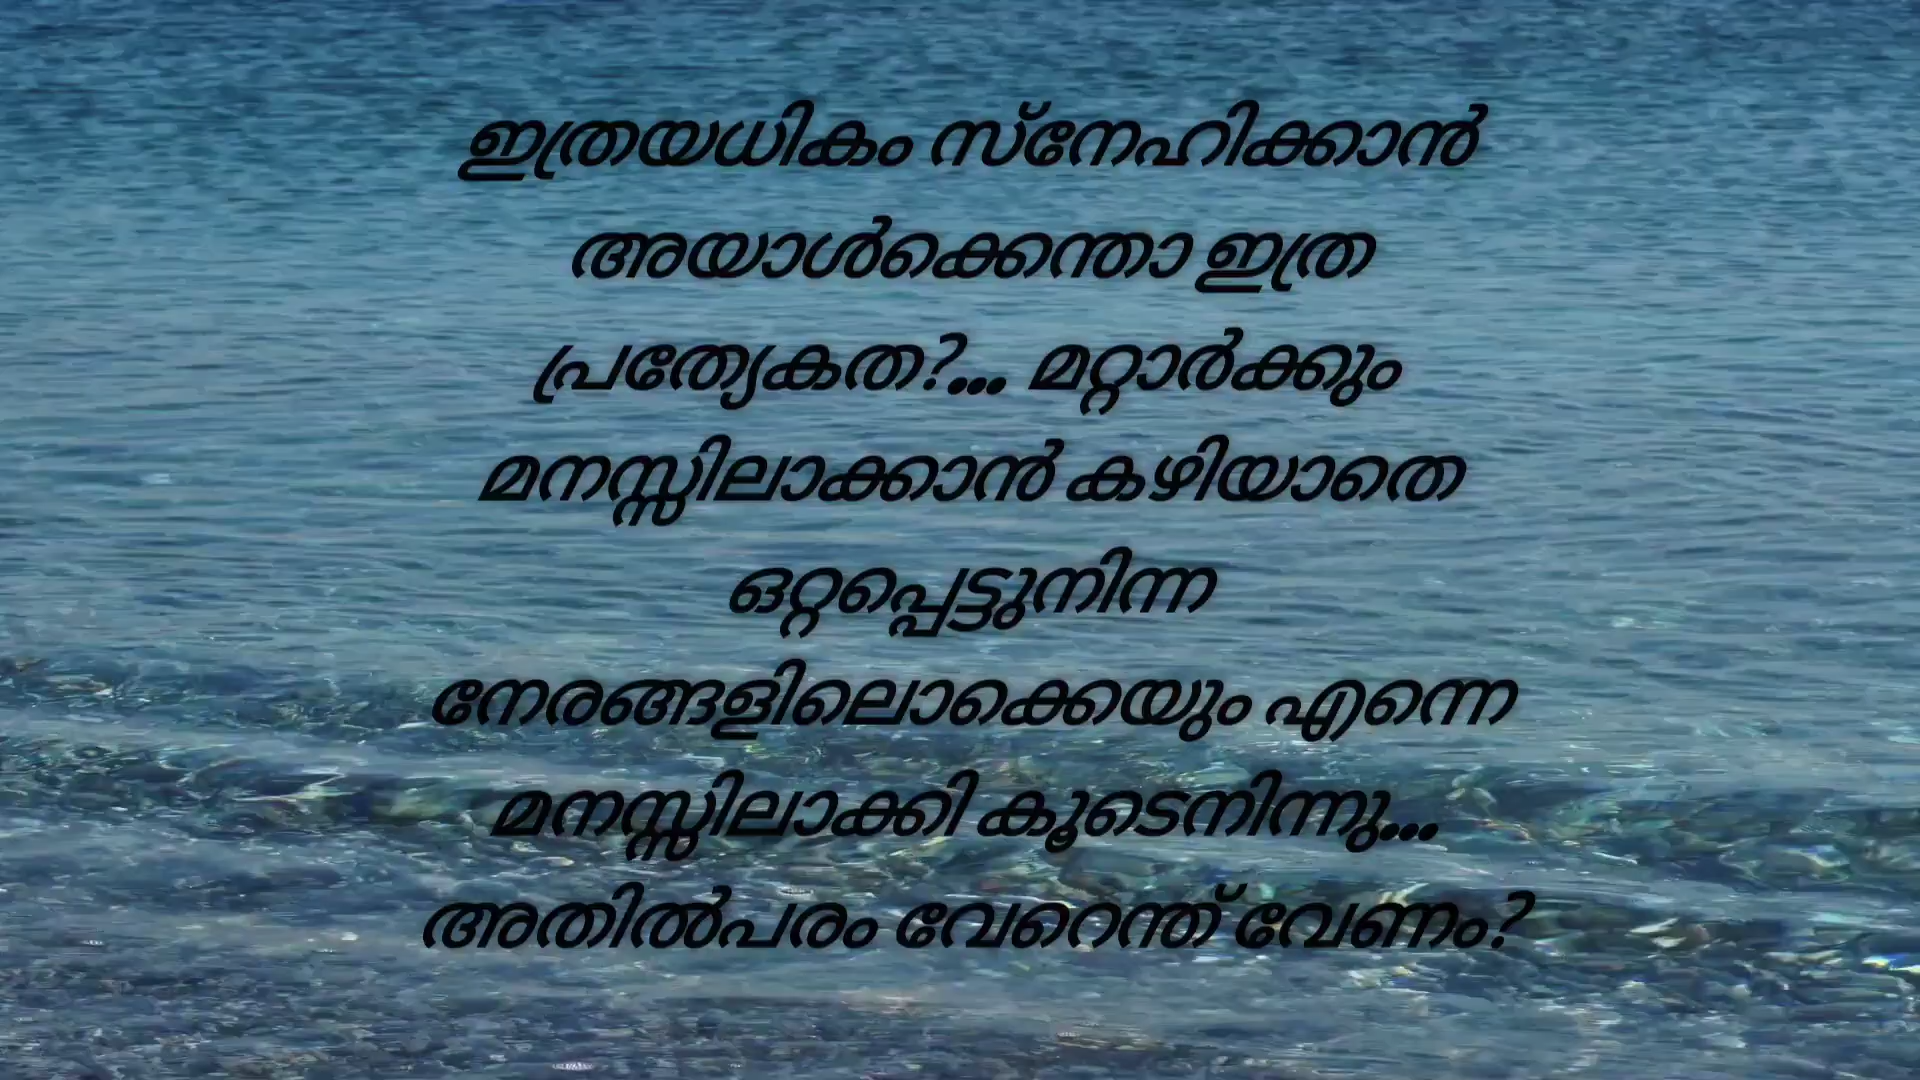 ഇത്രയധികം സ്നേഹിക്കാൻ
അയാൾക്കെന്താ ഇത്ര
പ്രത്യേകത?... മറ്റാർക്കും
മനസ്സിലാക്കാൻ കഴിയാതെ
ഒറ്റപ്പെട്ടുനിന്ന
നേരങ്ങളിലൊക്കെയും എന്നെ
മനസ്സിലാക്കി കൂടെനിന്നു...
അതിൽപരം വേറെന്ത് വേണം?